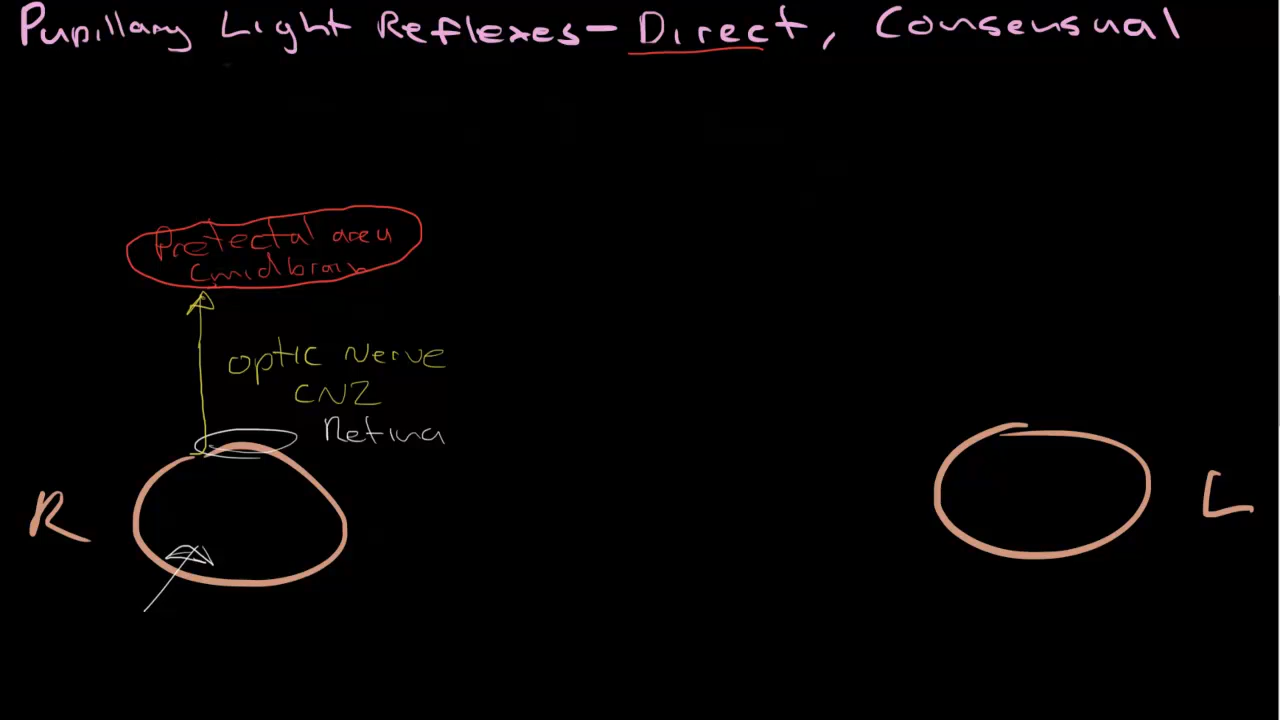 Pupillary Light Reflexes - Direct, Consensual
Pretectal area
(midbrain
optic nerve
CN2
Retina
R
L